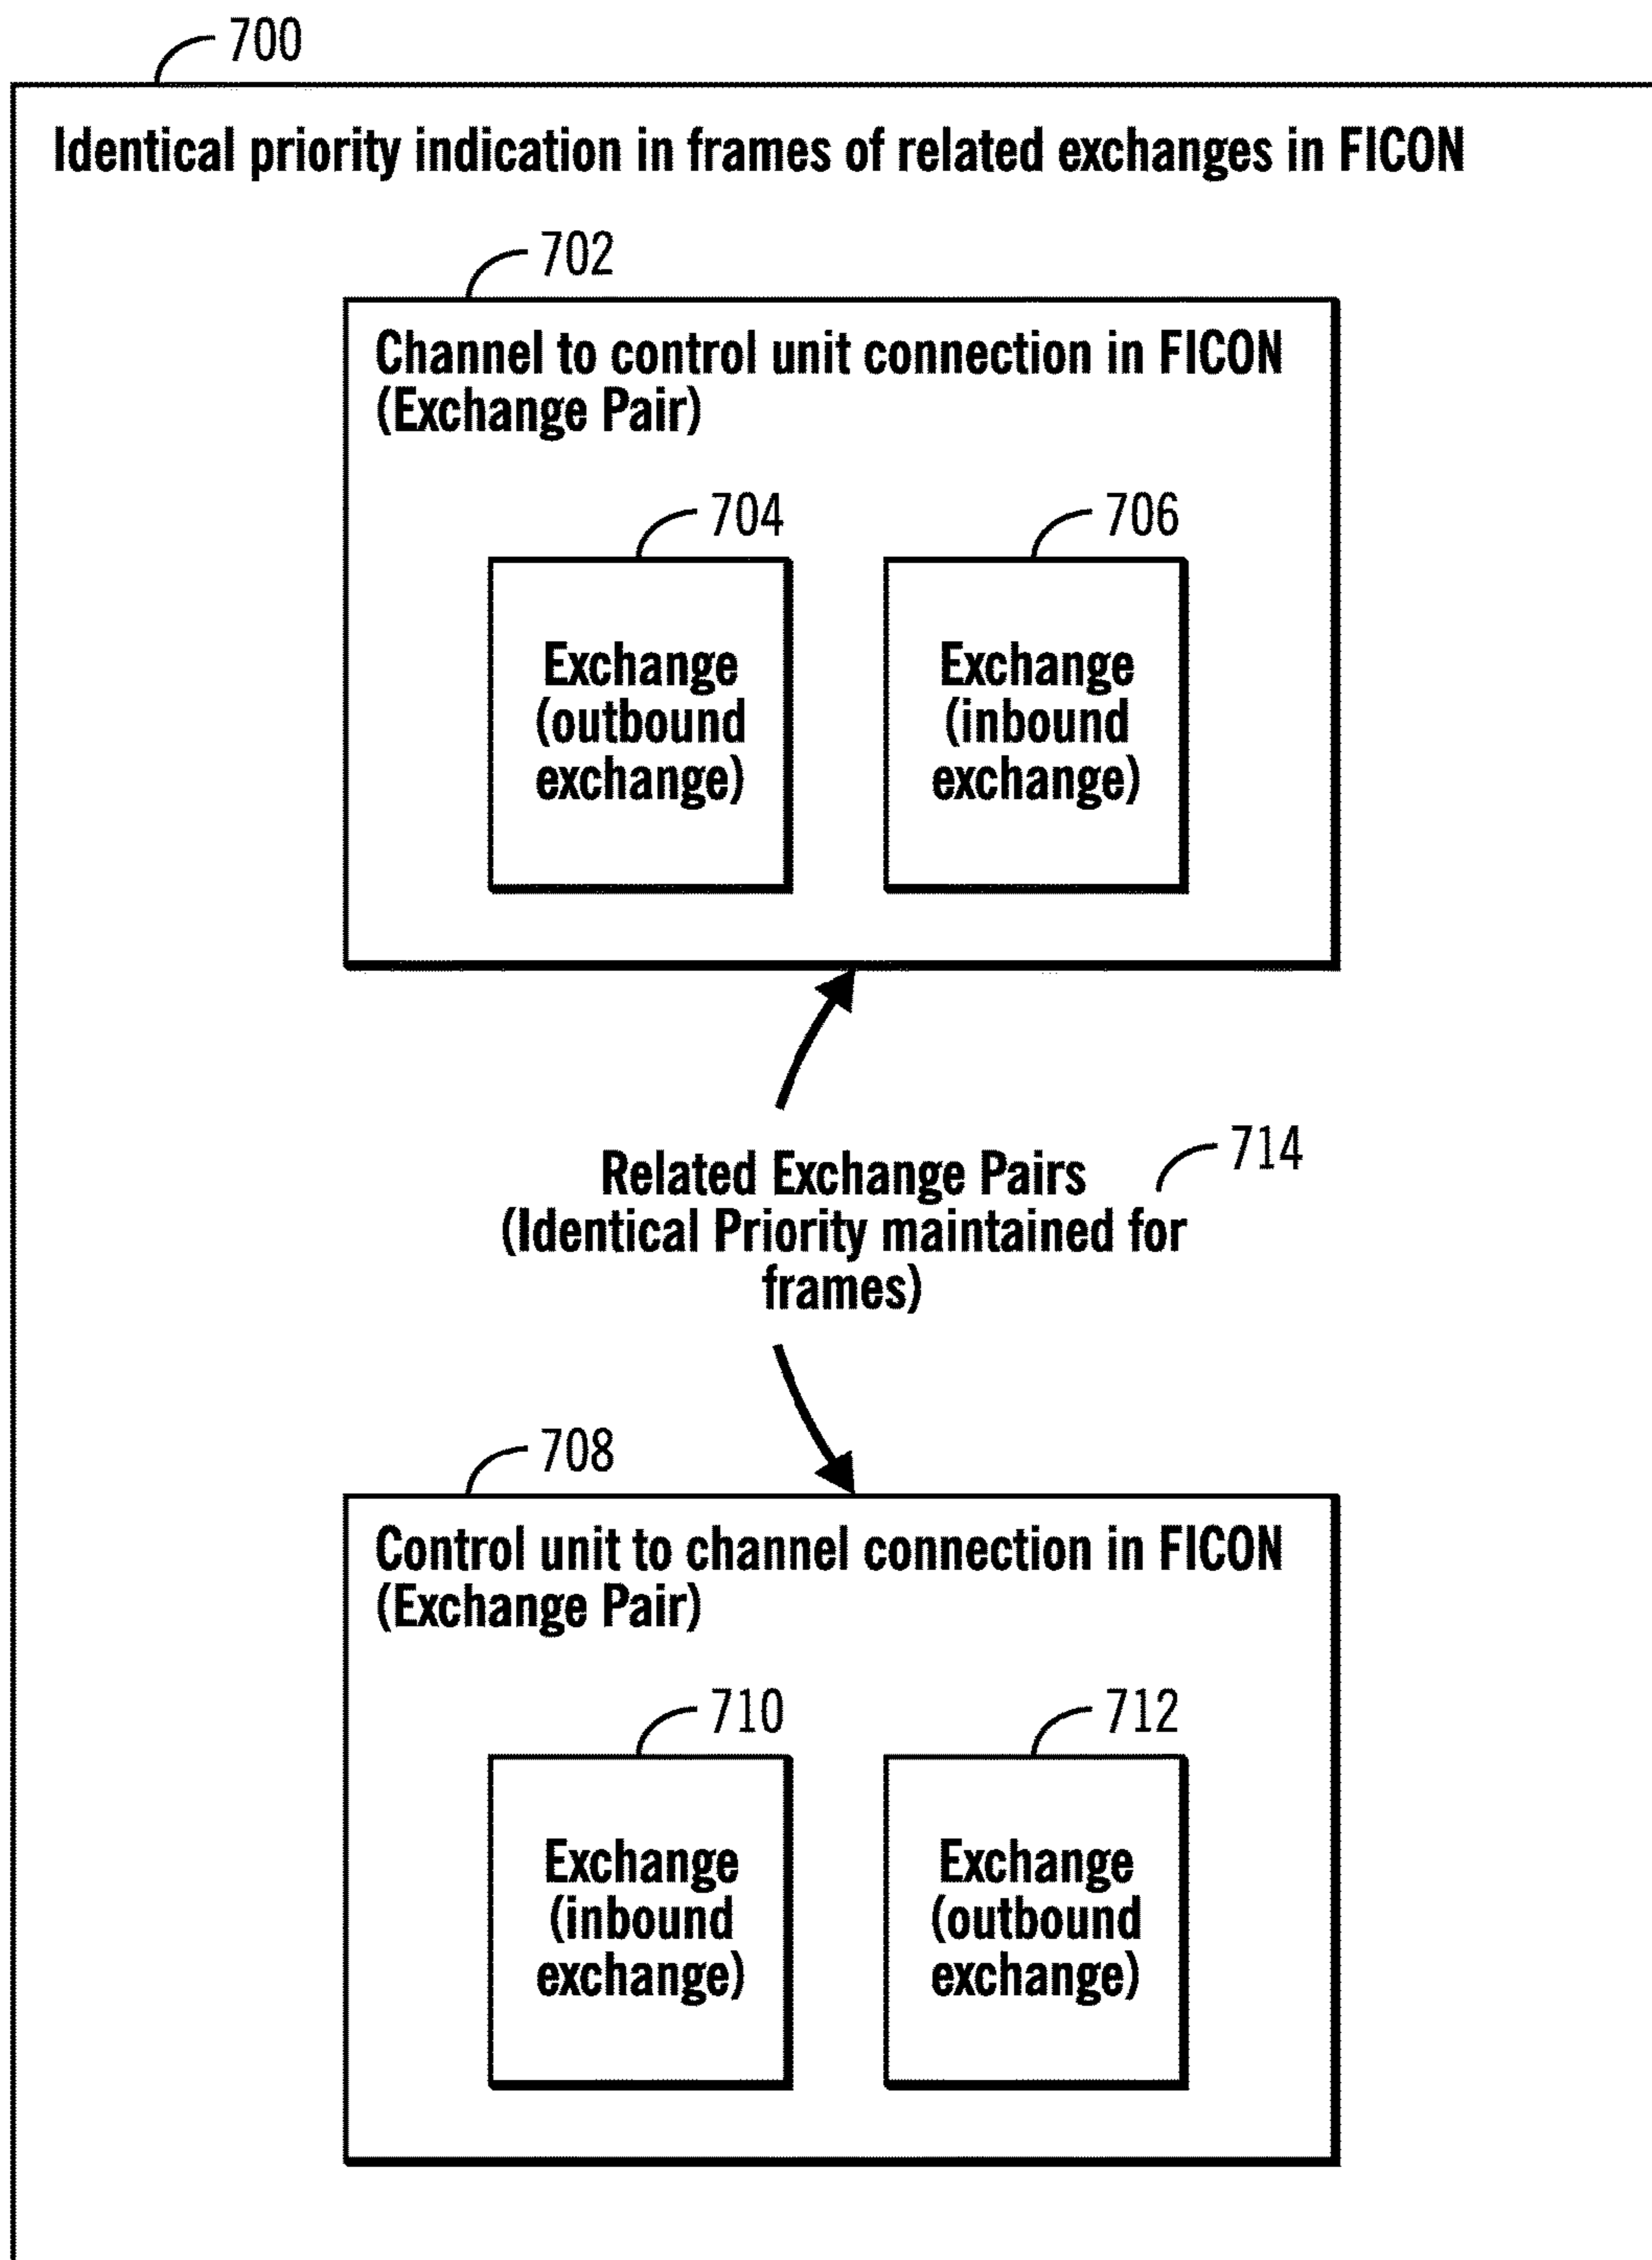 700
Identical priority indication in frames of related exchanges in FICON
702
Channel to control unit connection in FICON
(Exchange Pair)
704
706
Exchange
(outbound
exchange)
Exchange
(inbound
exchange)
714
Related Exchange Pairs
(Identical Priority maintained for
frames)
708
Control unit to channel connection in FICON
(Exchange Pair)
710
712
Exchange
(inbound
exchange)
Exchange
(outbound
exchange)